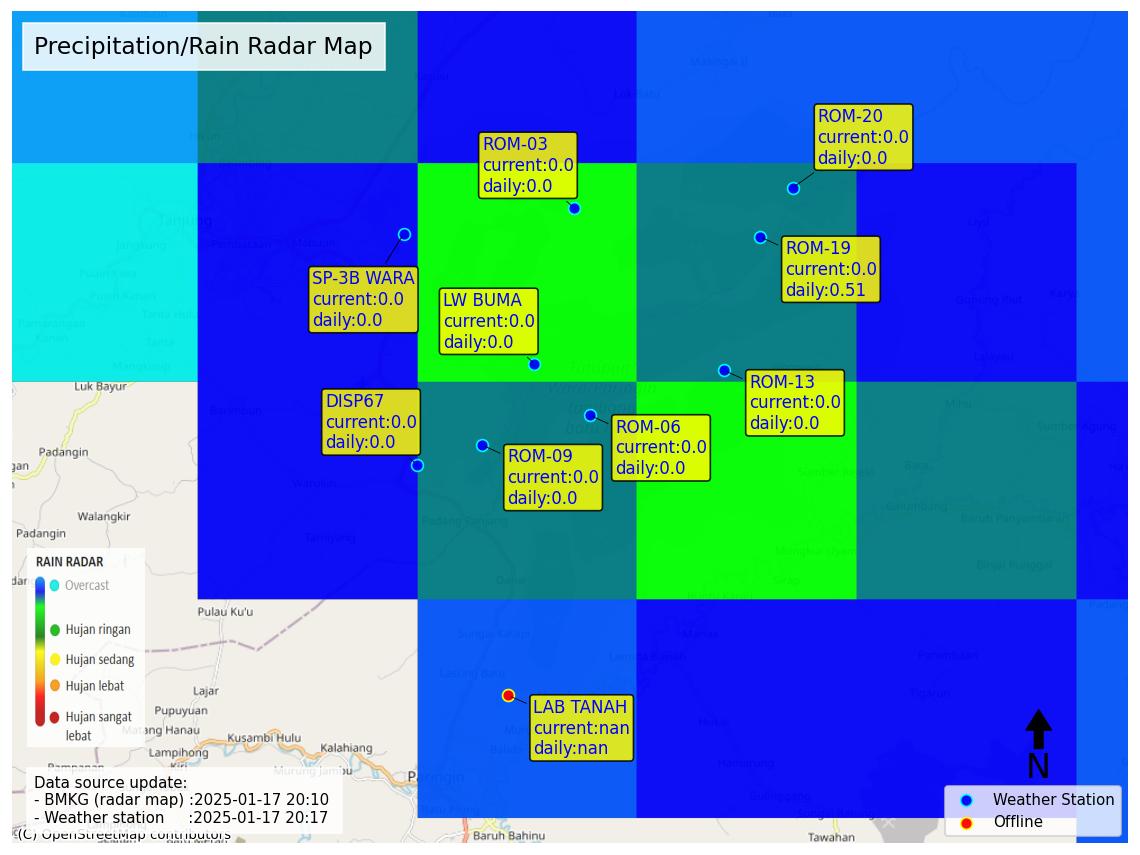 Precipitation/Rain Radar Map
ROM-20
current:0.0
daily:0.0
ROM-03
current:0.0
daily:0.0
ROM-19
current:0.0
daily:0.51
SP-3B WARA
current:0.0
daily:0.0
LW BUMA
current:0.0
daily:0.0
ROM-13
current:0.0
daily:0.0
DISP67
current:0.0
daily:0.0
ROM-06
current:0.0
daily:0.0
ROM-09
current:0.0
daily:0.0
LAB TANAH
current:nan
daily:nan
Tanjung
Luk Bayur
Padangin
Walangkir
Padangin
Pulau Ku'u
Lajar
Pupuyuan
Matang Hanau
Kusambi Hulu
Lampihong
Kalahiang
Murung Jambu
Paringin
Baruh Bahinu
Tawahan
RAIN RADAR
Overcast
Hujan ringan
Hujan sedang
Hujan lebat
Hujan sangat
lebat
Data source update:
- BMKG (radar map) :2025-01-17 20:10
- Weather station :2025-01-17 20:17
(C) OpenStreetMap contributors
N
Weather Station
Offline